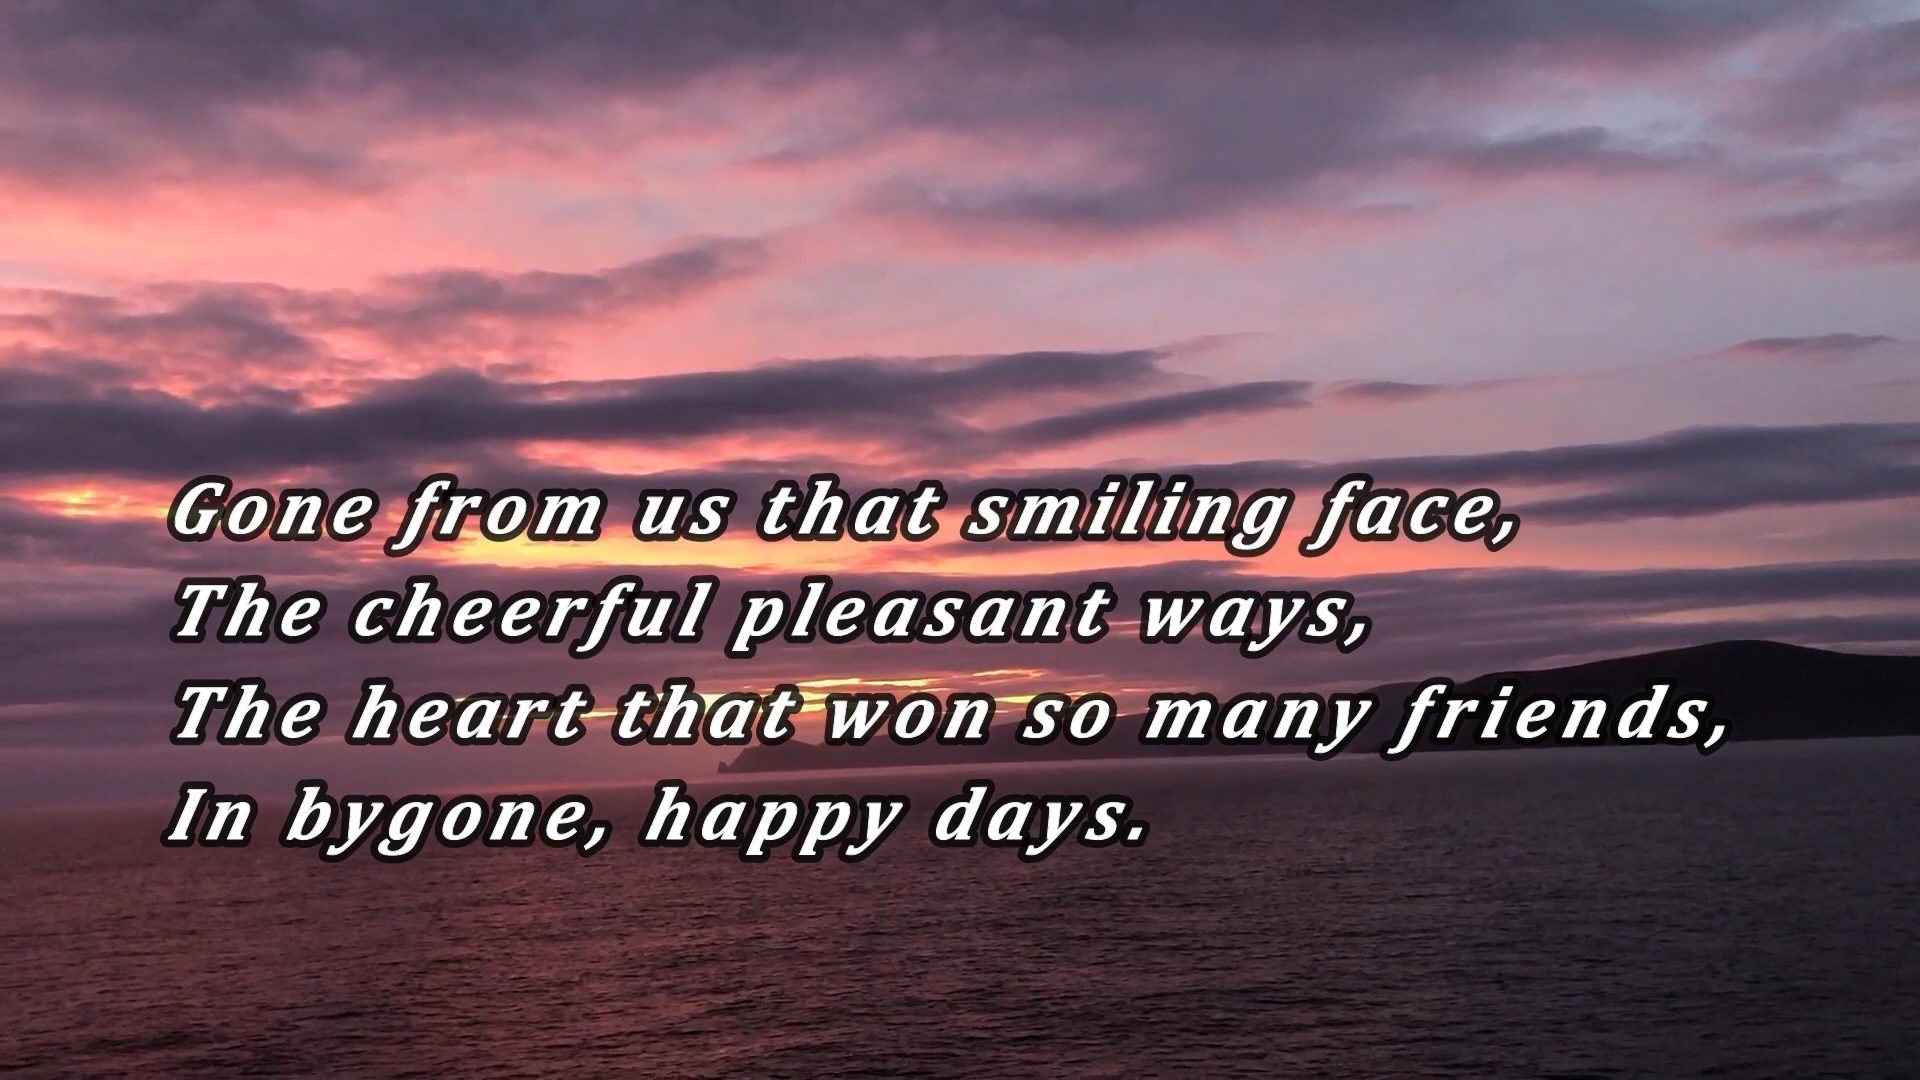 Gone from us that smiling face,
The cheerful pleasant ways,
The heart that won so many friends,
In bygone, happy days.